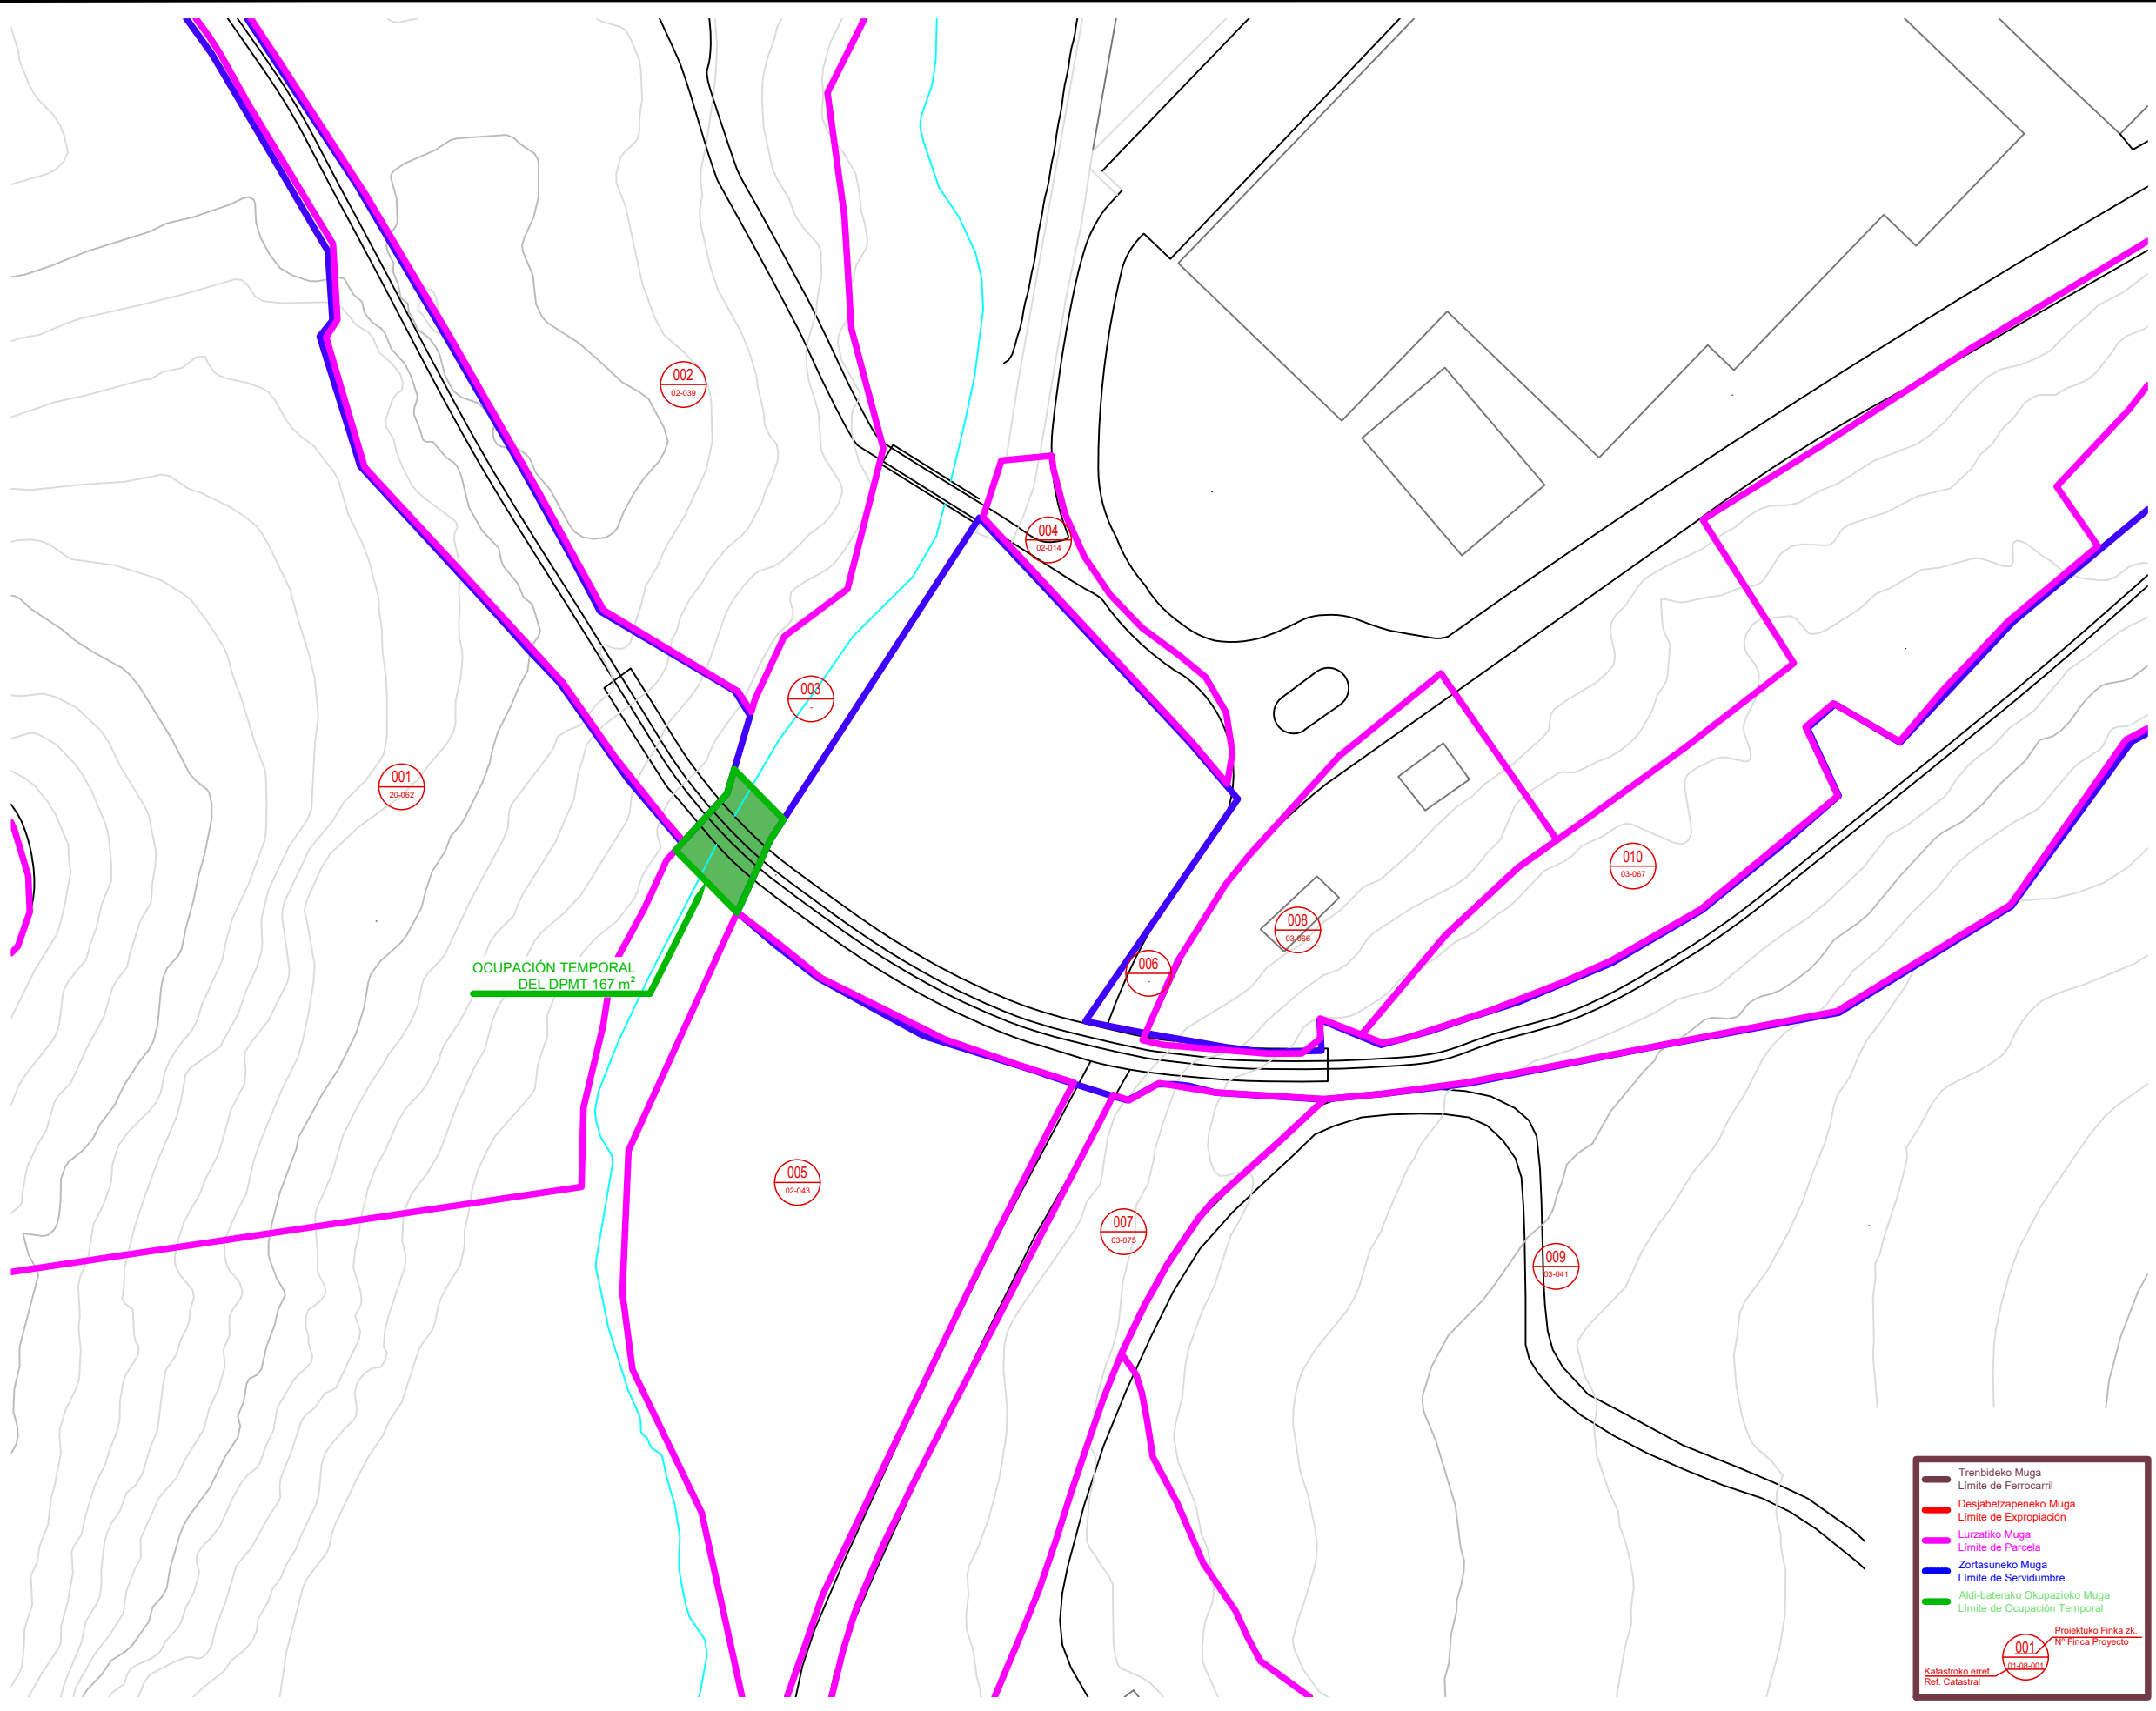 002
02-039
004
02-014
003
-
001
20-062
010
03-067
008
03-066
006
-
OCUPACIÓN TEMPORAL
DEL DPMT 167 m²
005
02-043
007
03-075
009
03-041
Trenbideko Muga
Límite de Ferrocarril
Desjabetzapeneko Muga
Límite de Expropiación
Lurzatiko Muga
Límite de Parcela
Zortasuneko Muga
Límite de Servidumbre
Aldi-baterako Okupazioko Muga
Límite de Ocupación Temporal
Proiektuko Finka zk.
Nº Finca Proyecto
001
01-08-001
Katastroko erref.
Ref. Catastral